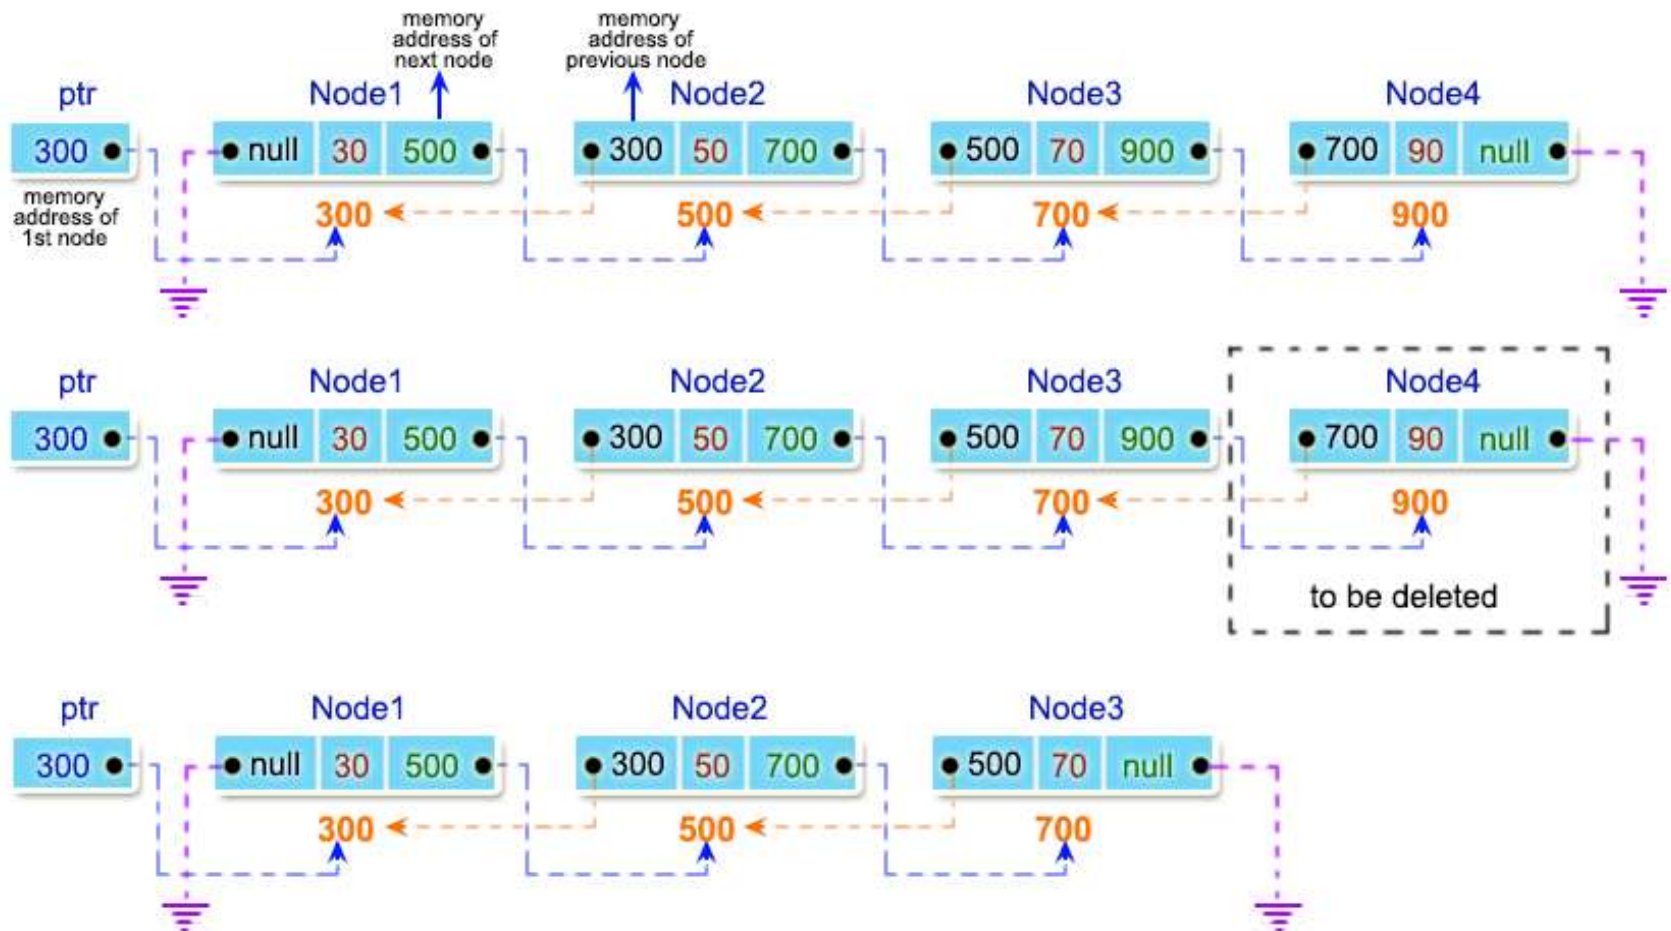 memory
address of
next node
memory
address of
previous node
ptr Node1 Node2 Node3 Node4
300 null 30 500 300 50 700 500 70 900 700 90 null
memory
address of
1st node
300 500 700 900
ptr Node1 Node2 Node3 Node4
300 null 30 500 300 50 700 500 70 900 700 90 null
300 500 700 900
to be deleted
ptr Node1 Node2 Node3
300 null 30 500 300 50 700 500 70 null
300 500 700